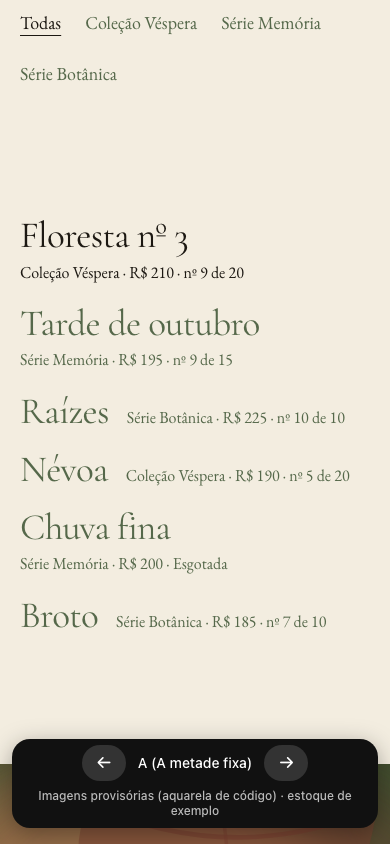 Todas Coleção Véspera Série Memória
Série Botânica
Floresta nº 3
Coleção Véspera · R$ 210 · nº 9 de 20
Tarde de outubro
Série Memória · R$ 195 · nº 9 de 15
Raízes Série Botânica · R$ 225 · nº 10 de 10
Névoa Coleção Véspera · R$ 190 · nº 5 de 20
Chuva fina
Série Memória · R$ 200 · Esgotada
Broto Série Botânica · R$ 185 · nº 7 de 10
← A (A metade fixa) →
Imagens provisórias (aquarela de código) · estoque de
exemplo